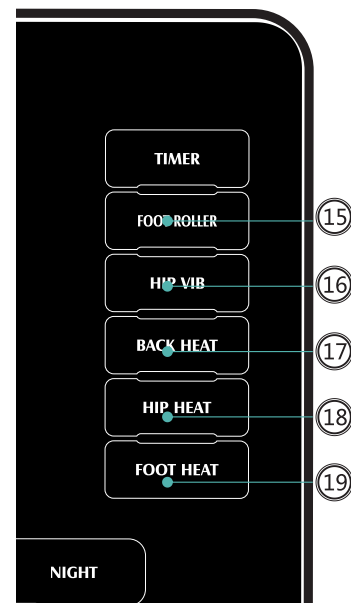 TIMER
FOOT ROLLER
15
HIP VIB
16
BACK HEAT
17
HIP HEAT
18
FOOT HEAT
19
NIGHT